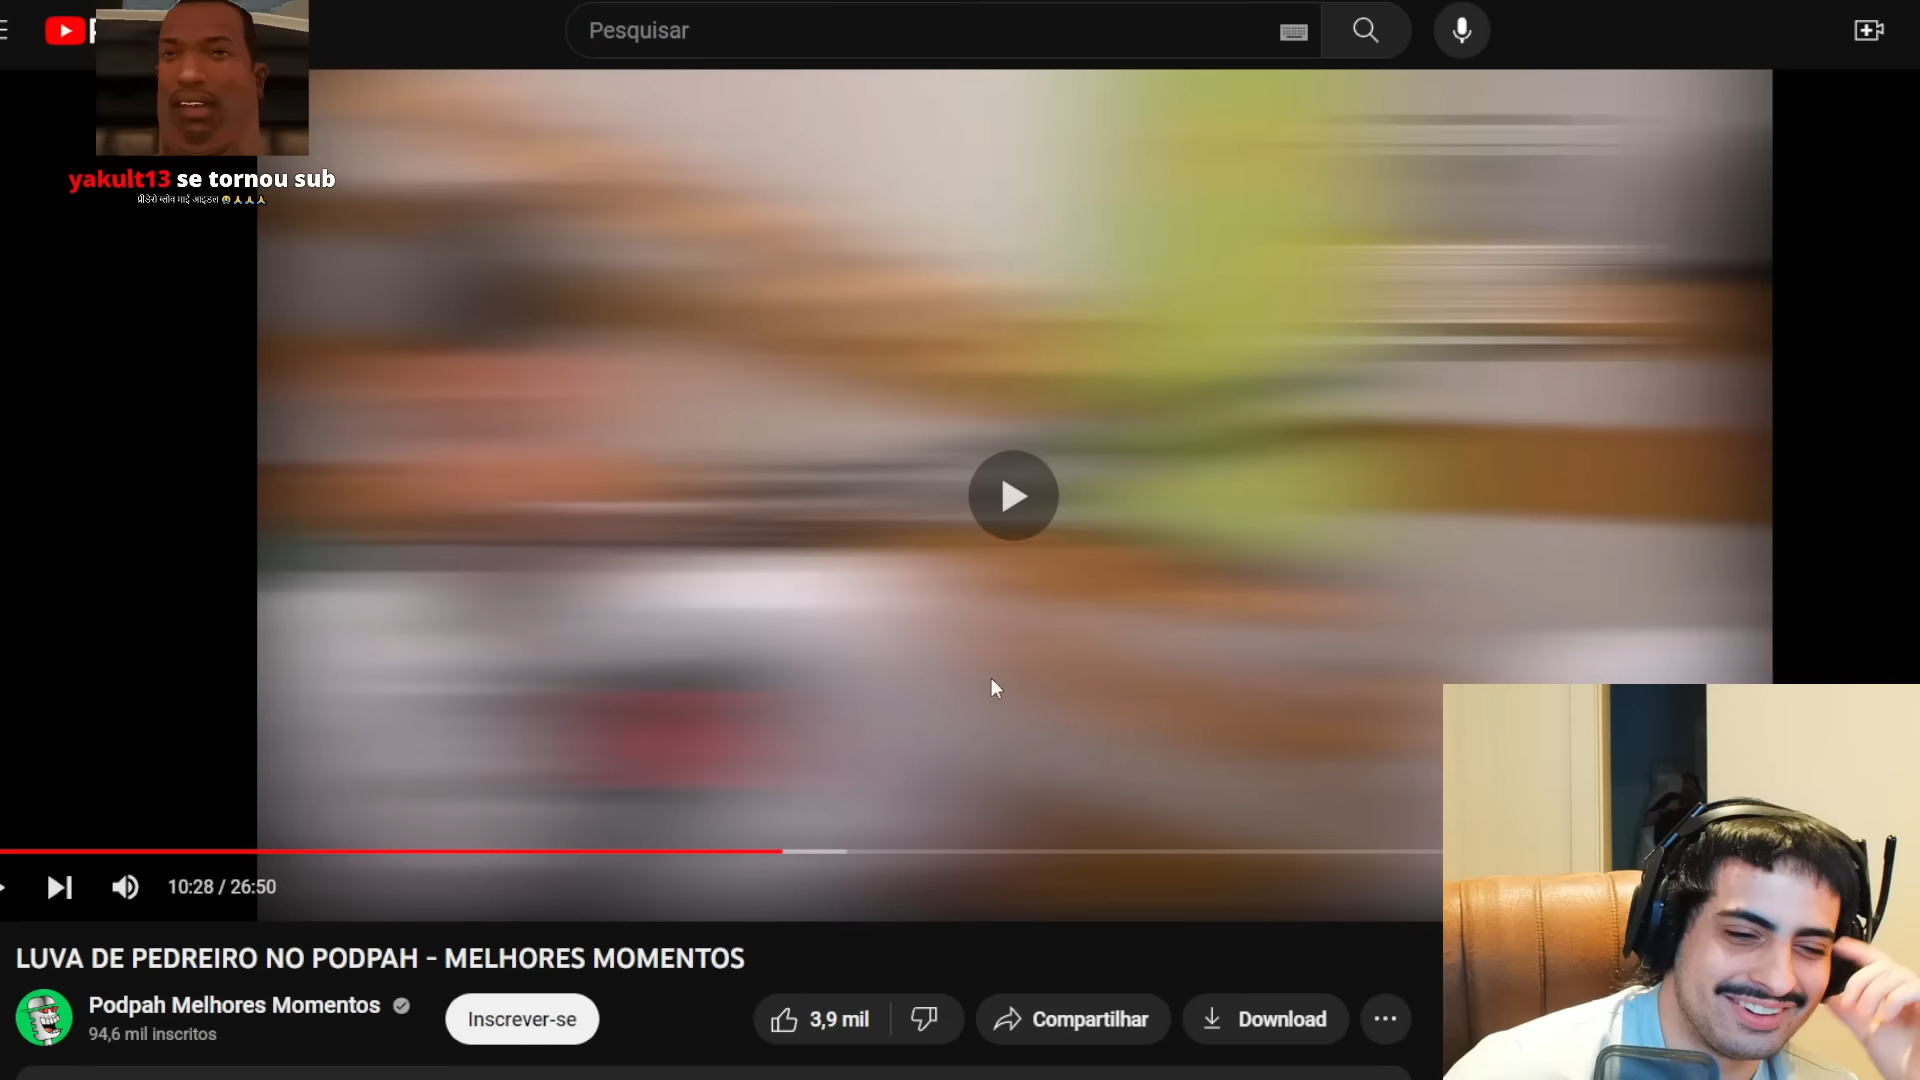 Pesquisar
yakult13 se tornou sub
प्रीडेरो ग्लोव माई आइडल 😭🙏🙏🙏
10:28 / 26:50
LUVA DE PEDREIRO NO PODPAH - MELHORES MOMENTOS
Podpah Melhores Momentos
94,6 mil inscritos
Inscrever-se
3,9 mil
Compartilhar
Download